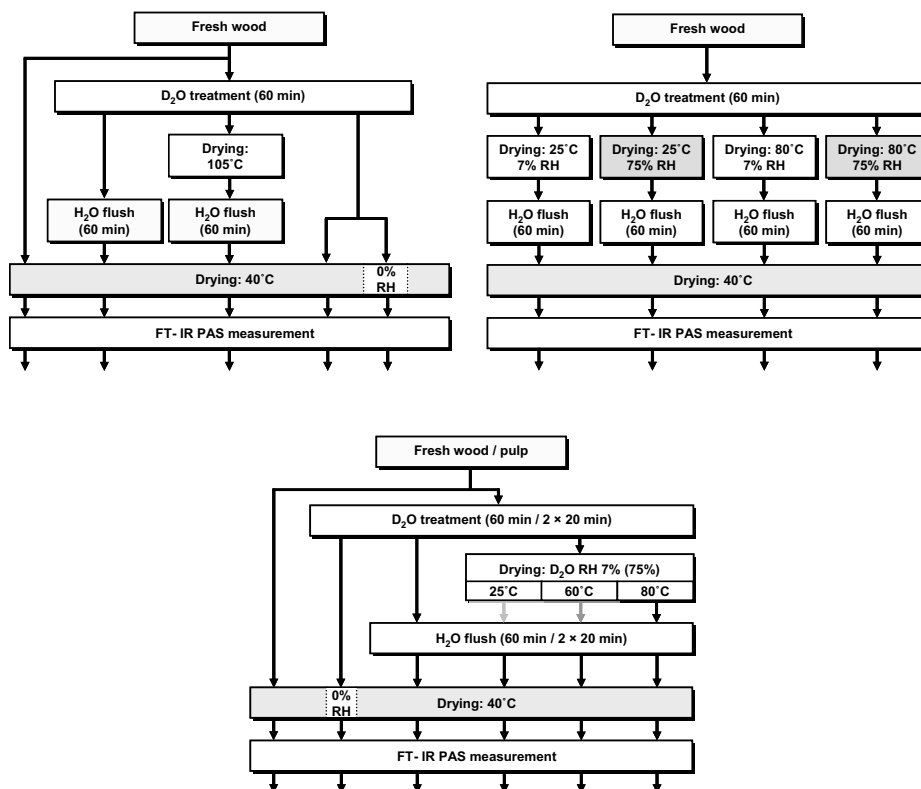 Fresh wood
D₂O treatment (60 min)
Drying:
105˚C
H₂O flush
(60 min)
H₂O flush
(60 min)
0%
RH
Drying: 40˚C
FT- IR PAS measurement
Fresh wood
D₂O treatment (60 min)
Drying: 25˚C
7% RH
Drying: 25˚C
75% RH
Drying: 80˚C
7% RH
Drying: 80˚C
75% RH
H₂O flush
(60 min)
H₂O flush
(60 min)
H₂O flush
(60 min)
H₂O flush
(60 min)
Drying: 40˚C
FT- IR PAS measurement
Fresh wood / pulp
D₂O treatment (60 min / 2 × 20 min)
Drying: D₂O RH 7% (75%)
25˚C 60˚C 80˚C
H₂O flush (60 min / 2 × 20 min)
0%
RH
Drying: 40˚C
FT- IR PAS measurement